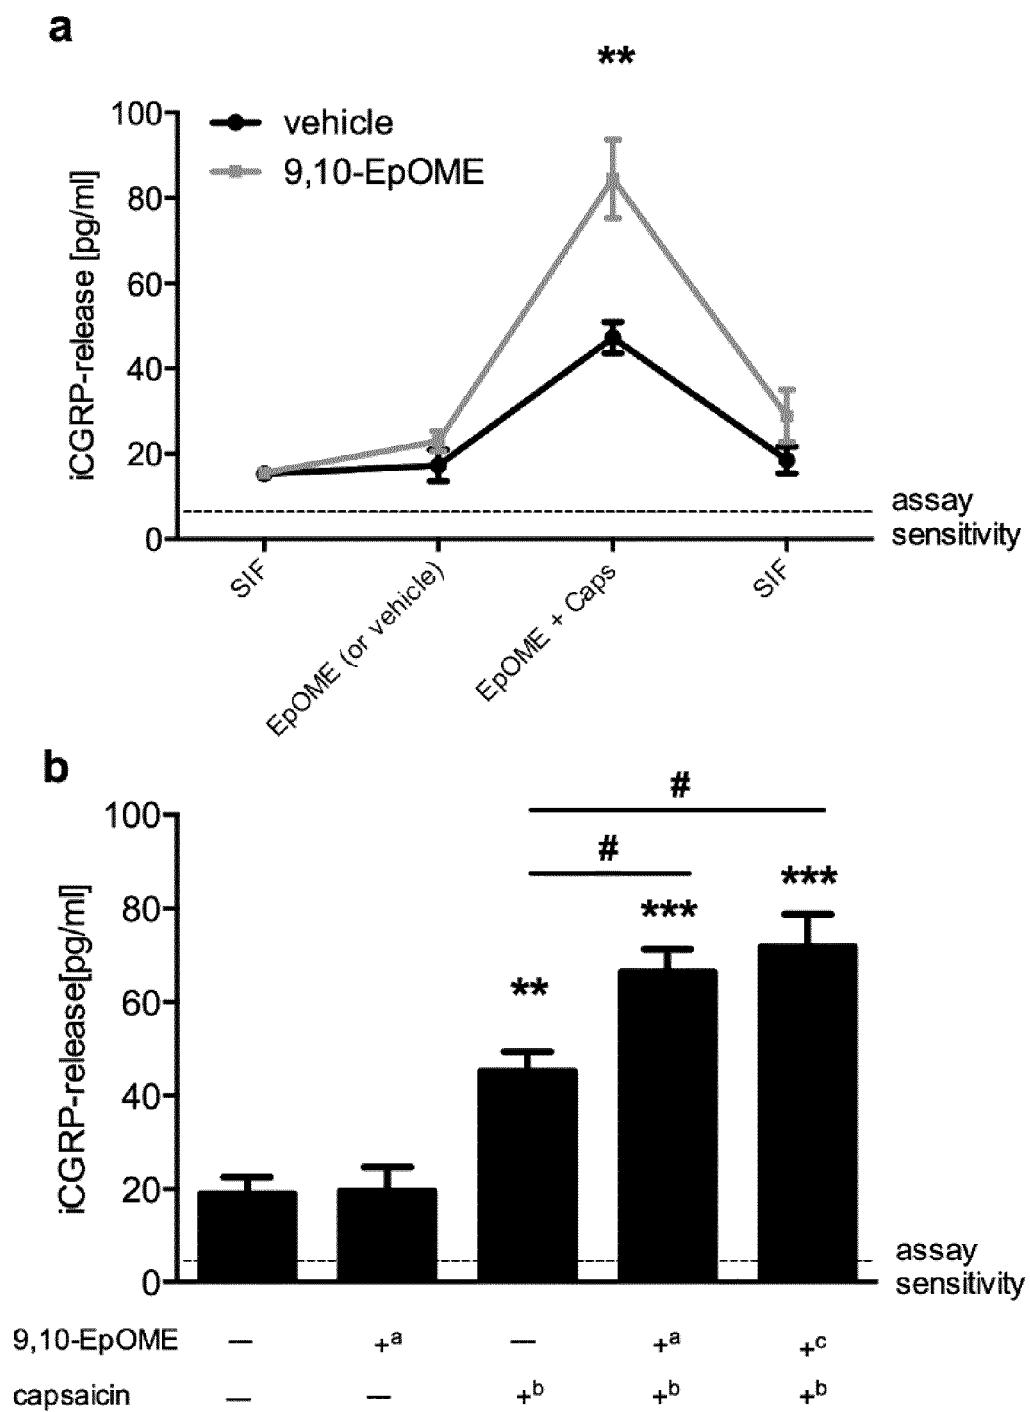 a
**
100
80
60
40
20
0
iCGRP-release [pg/ml]
vehicle
9,10-EpOME
assay
sensitivity
SIF
EpOME (or vehicle)
EpOME + Caps
SIF
b
100
80
60
40
20
0
iCGRP-release[pg/ml]
#
#
**
***
***
assay
sensitivity
9,10-EpOME — +ᵃ — +ᵃ +ᶜ
capsaicin — — +ᵇ +ᵇ +ᵇ